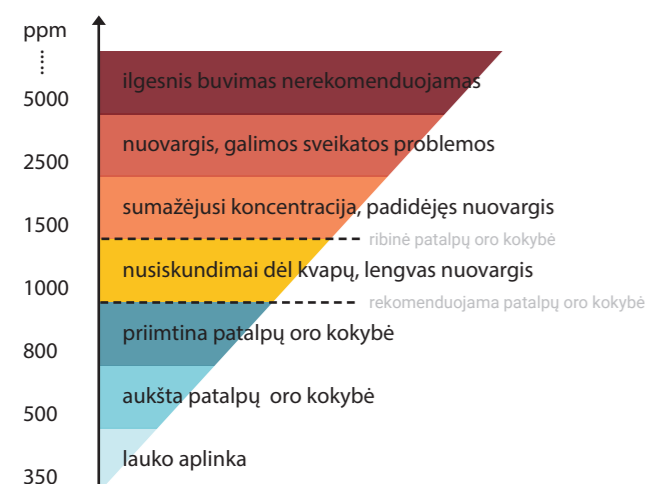 ppm
ilgesnis buvimas nerekomenduojamas
5000
nuovargis, galimos sveikatos problemos
2500
sumažėjusi koncentracija, padidėjęs nuovargis
1500
ribinė patalpų oro kokybė
nusiskundimai dėl kvapų, lengvas nuovargis
1000
rekomenduojama patalpų oro kokybė
priimtina patalpų oro kokybė
800
aukšta patalpų oro kokybė
500
lauko aplinka
350